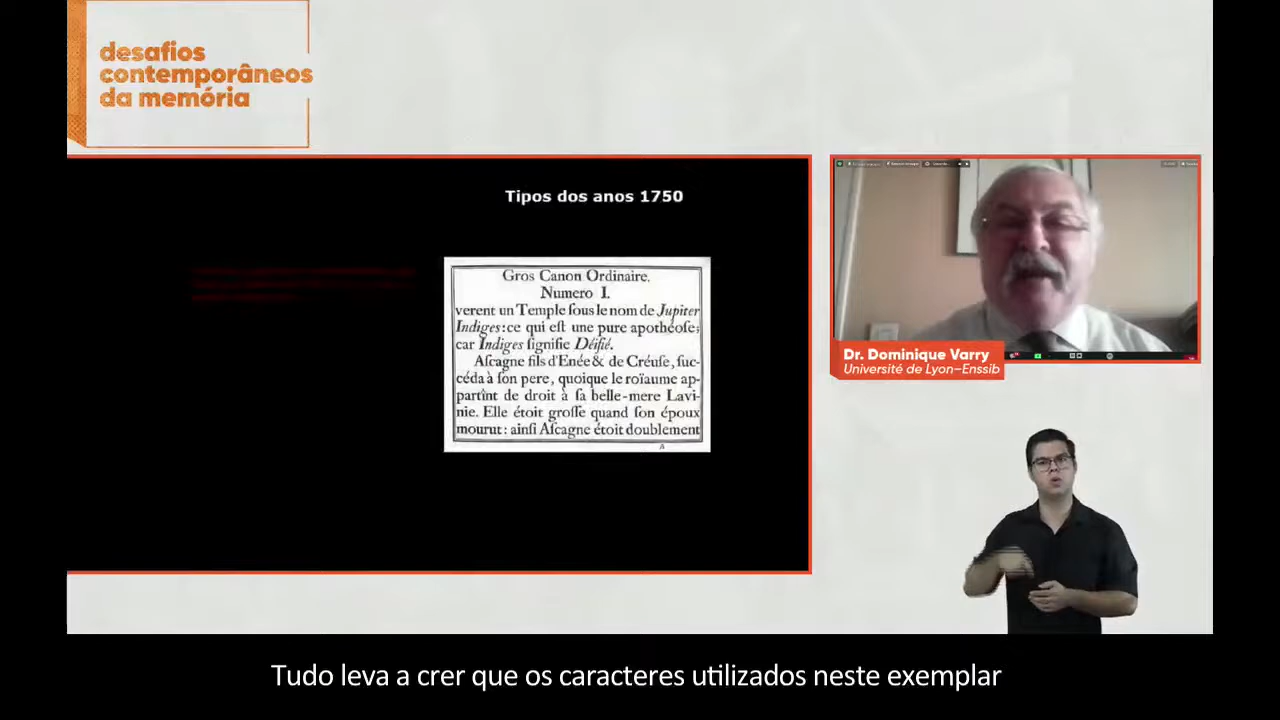 desafios
contemporâneos
da memória
Tipos dos anos 1750
Gros Canon Ordinaire.
Numero I.
verent un Temple ſous le nom de Jupiter
Indiges: ce qui eſt une pure apothéoſe;
car Indiges ſignifie Déifié.
Aſcagne fils d'Enée & de Créuſe, ſuc-
céda à ſon pere, quoique le roïaume ap-
partînt de droit à ſa belle-mere Lavi-
nie. Elle étoit groſſe quand ſon époux
mourut: ainſi Aſcagne étoit doublement
A
Dr. Dominique Varry
Université de Lyon–Enssib
Tudo leva a crer que os caracteres utilizados neste exemplar